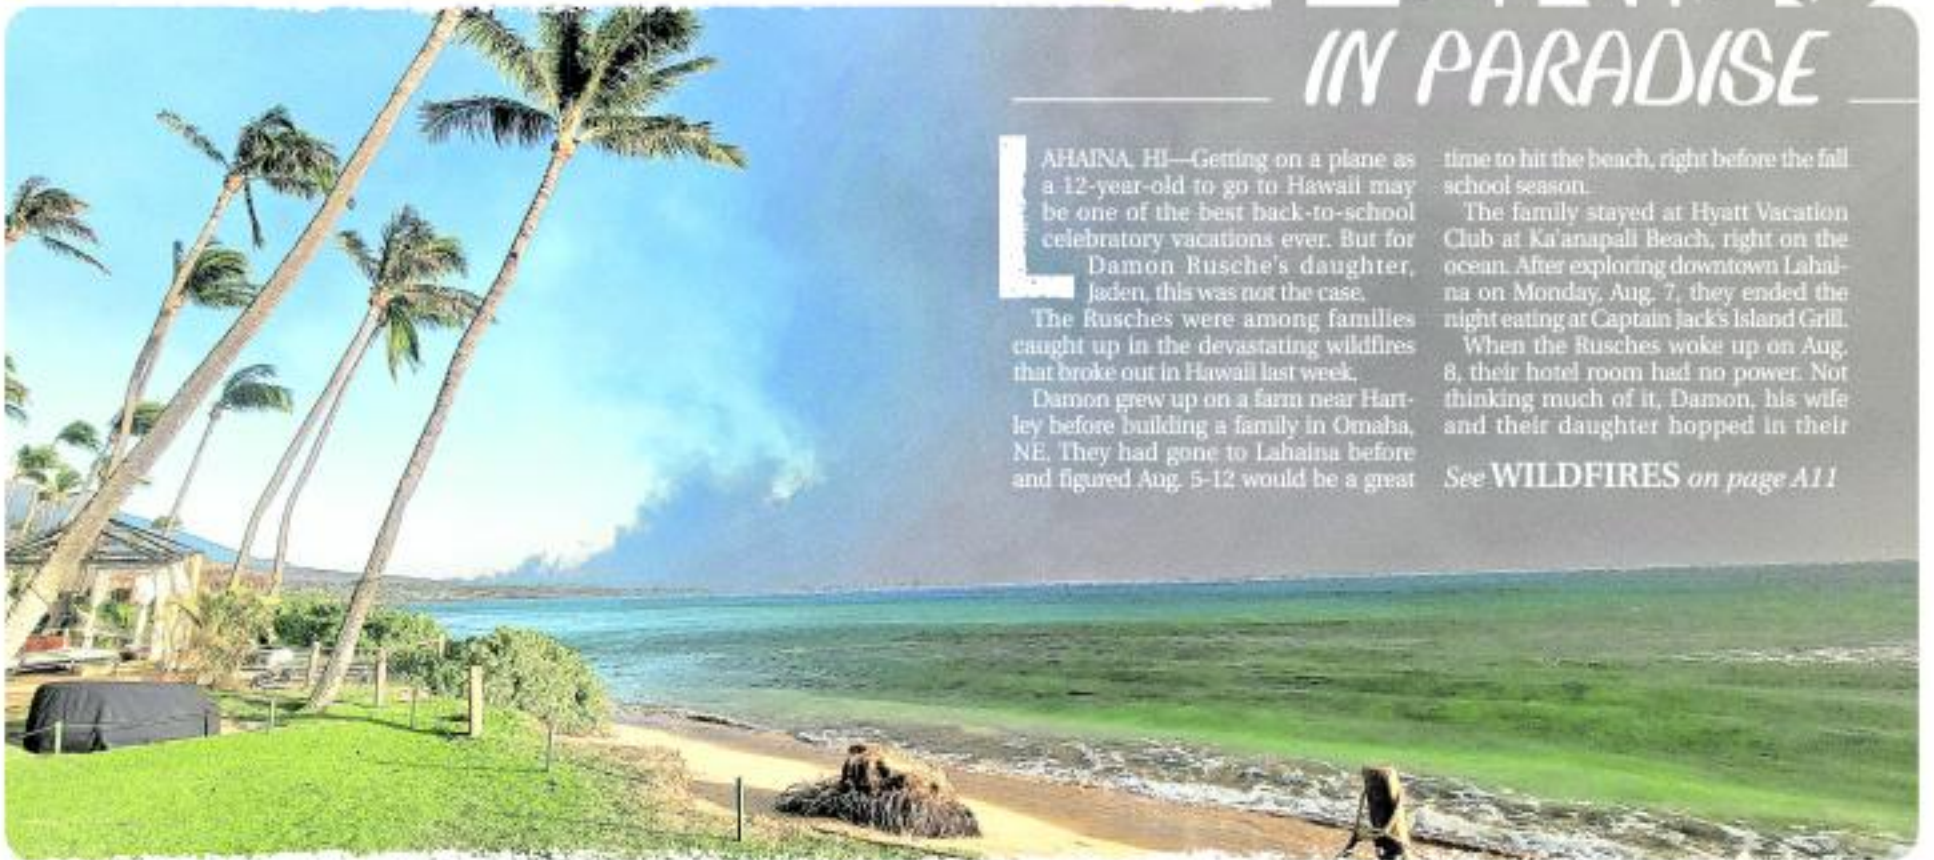 IN PARADISE
LAHAINA, HI—Getting on a plane as
a 12-year-old to go to Hawaii may
be one of the best back-to-school
celebratory vacations ever. But for
Damon Rusche's daughter,
Jaden, this was not the case.
The Rusches were among families
caught up in the devastating wildfires
that broke out in Hawaii last week.
Damon grew up on a farm near Hart-
ley before building a family in Omaha,
NE. They had gone to Lahaina before
and figured Aug. 5-12 would be a great
time to hit the beach, right before the fall
school season.
The family stayed at Hyatt Vacation
Club at Ka'anapali Beach, right on the
ocean. After exploring downtown Lahai-
na on Monday, Aug. 7, they ended the
night eating at Captain Jack's Island Grill.
When the Rusches woke up on Aug.
8, their hotel room had no power. Not
thinking much of it, Damon, his wife
and their daughter hopped in their
See WILDFIRES on page A11